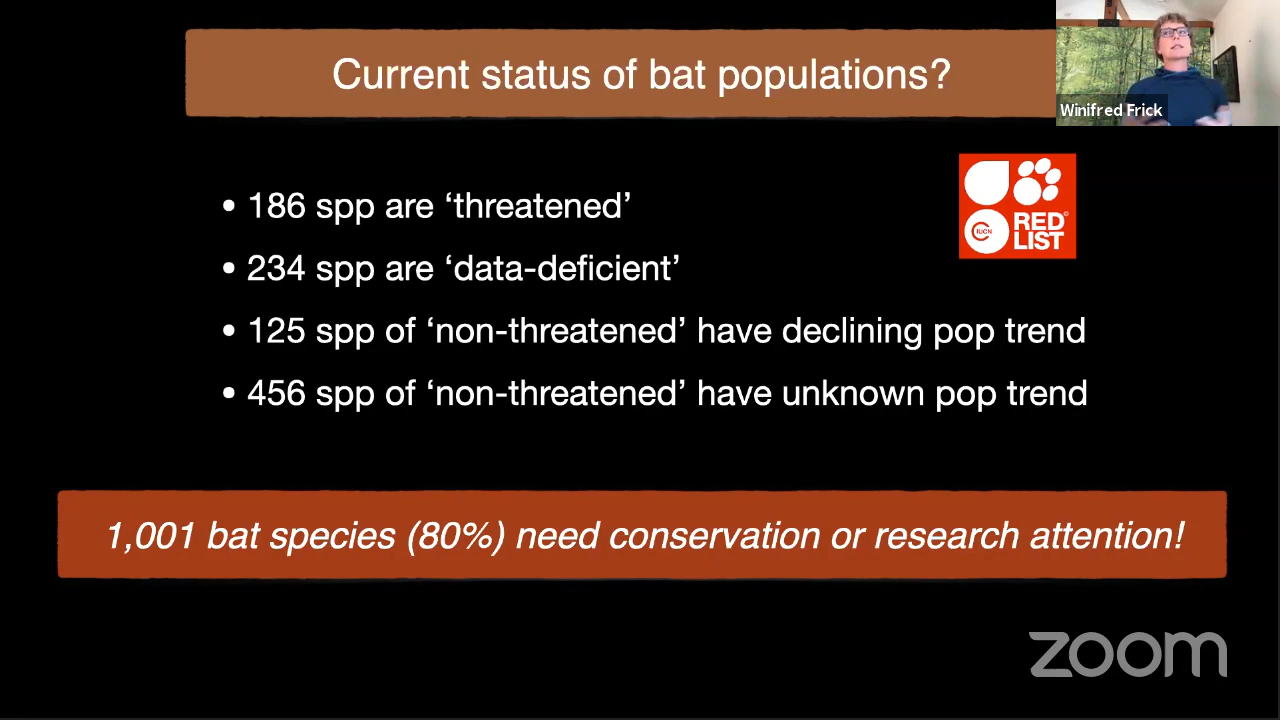 Current status of bat populations?
Winifred Frick
• 186 spp are ‘threatened’
• 234 spp are ‘data-deficient’
• 125 spp of ‘non-threatened’ have declining pop trend
• 456 spp of ‘non-threatened’ have unknown pop trend
IUCN
RED
LIST
1,001 bat species (80%) need conservation or research attention!
zoom